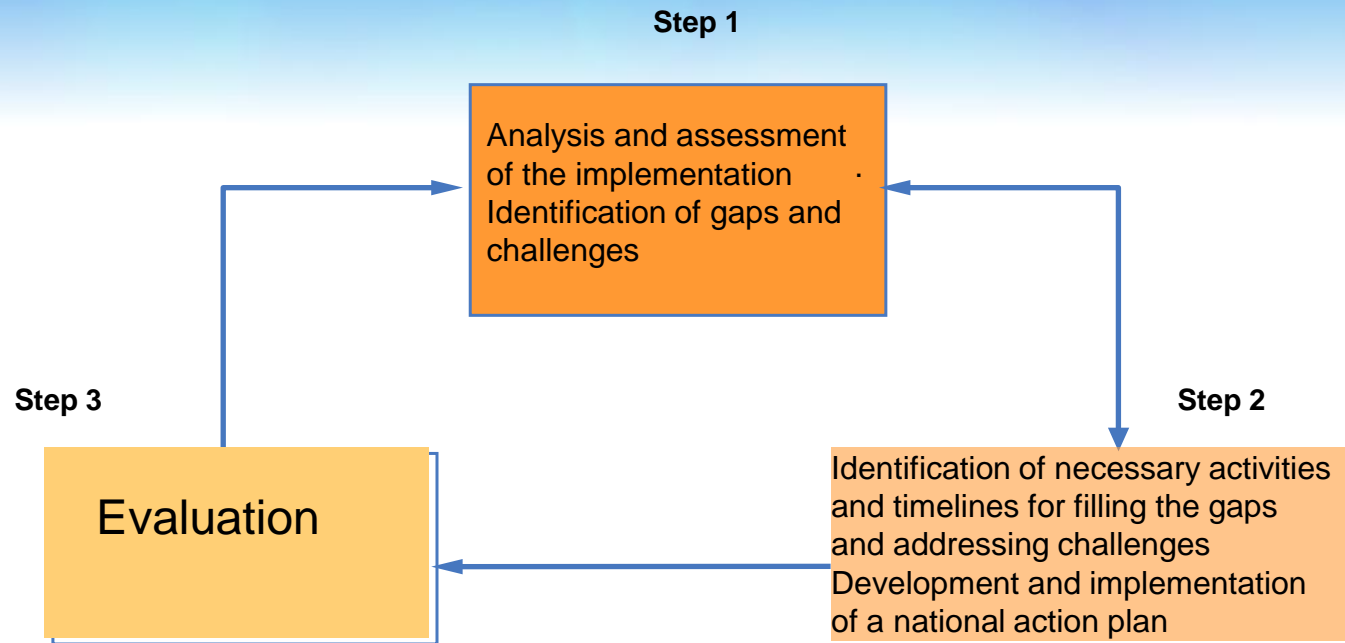 Step 1
Analysis and assessment
of the implementation .
Identification of gaps and
challenges
Step 3
Step 2
Evaluation
Identification of necessary activities
and timelines for filling the gaps
and addressing challenges
Development and implementation
of a national action plan